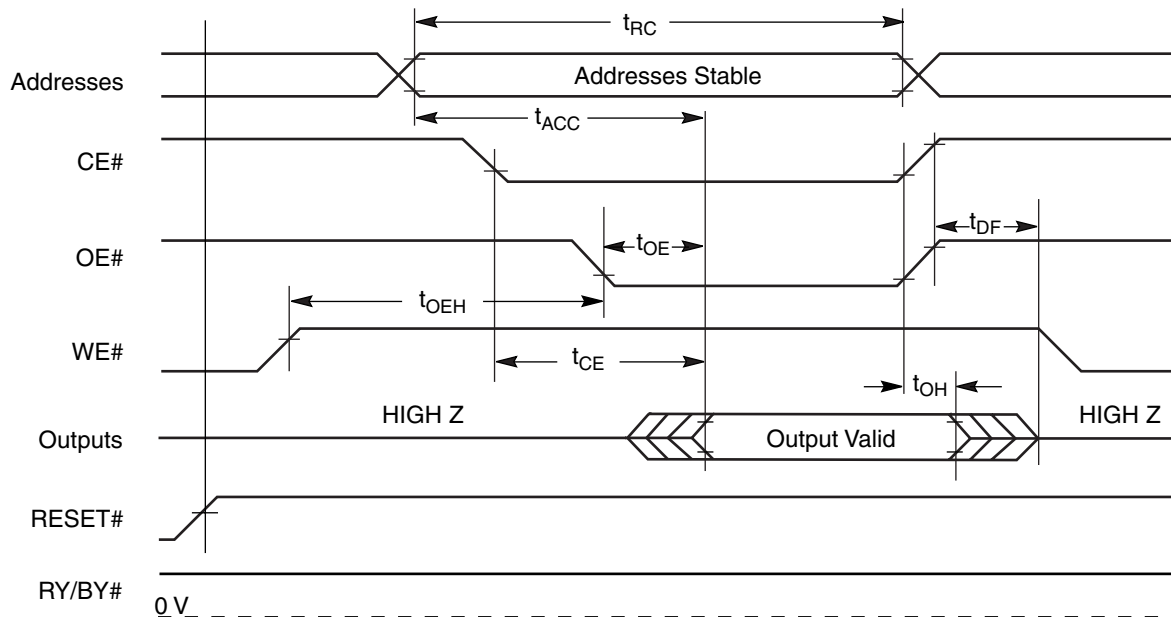 tRC
Addresses
Addresses Stable
tACC
CE#
tDF
OE#
tOE
tOEH
WE#
tCE
tOH
HIGH Z
HIGH Z
Outputs
Output Valid
RESET#
RY/BY#
0 V